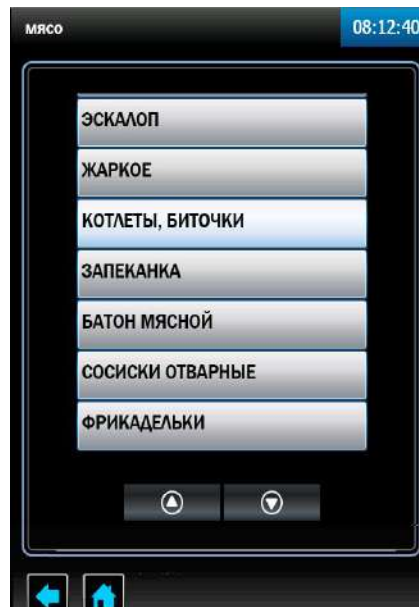 мясо
08:12:40
ЭСКАЛОП
ЖАРКОЕ
КОТЛЕТЫ, БИТОЧКИ
ЗАПЕКАНКА
БАТОН МЯСНОЙ
СОСИСКИ ОТВАРНЫЕ
ФРИКАДЕЛЬКИ